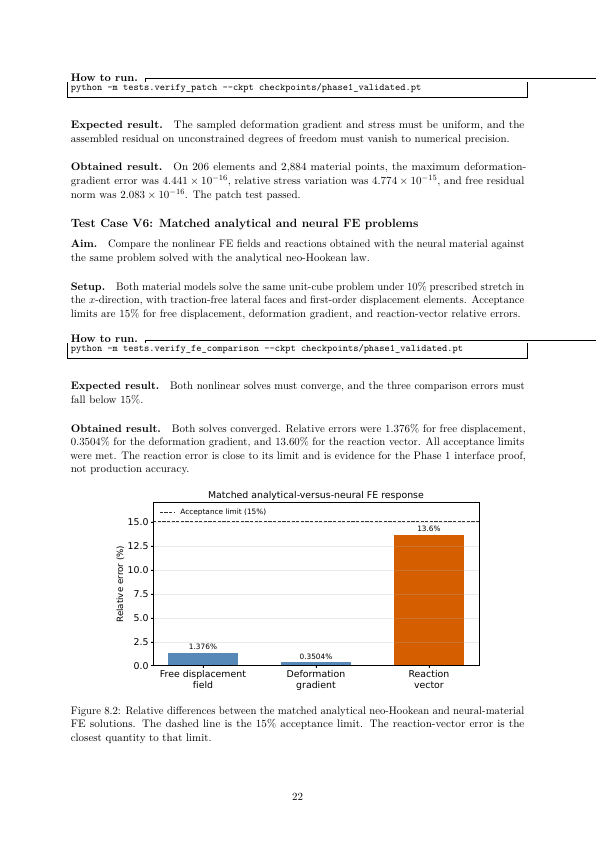 How to run.
python -m tests.verify_patch --ckpt checkpoints/phase1_validated.pt
Expected result. The sampled deformation gradient and stress must be uniform, and the
assembled residual on unconstrained degrees of freedom must vanish to numerical precision.
Obtained result. On 206 elements and 2,884 material points, the maximum deformation-
gradient error was 4.441 × 10⁻¹⁶, relative stress variation was 4.774 × 10⁻¹⁵, and free residual
norm was 2.083 × 10⁻¹⁶. The patch test passed.
Test Case V6: Matched analytical and neural FE problems
Aim. Compare the nonlinear FE fields and reactions obtained with the neural material against
the same problem solved with the analytical neo-Hookean law.
Setup. Both material models solve the same unit-cube problem under 10% prescribed stretch in
the x-direction, with traction-free lateral faces and first-order displacement elements. Acceptance
limits are 15% for free displacement, deformation gradient, and reaction-vector relative errors.
How to run.
python -m tests.verify_fe_comparison --ckpt checkpoints/phase1_validated.pt
Expected result. Both nonlinear solves must converge, and the three comparison errors must
fall below 15%.
Obtained result. Both solves converged. Relative errors were 1.376% for free displacement,
0.3504% for the deformation gradient, and 13.60% for the reaction vector. All acceptance limits
were met. The reaction error is close to its limit and is evidence for the Phase 1 interface proof,
not production accuracy.
Matched analytical-versus-neural FE response
Acceptance limit (15%)
Relative error (%)
15.0
12.5
10.0
7.5
5.0
2.5
0.0
1.376%
0.3504%
13.6%
Free displacement
field
Deformation
gradient
Reaction
vector
Figure 8.2: Relative differences between the matched analytical neo-Hookean and neural-material
FE solutions. The dashed line is the 15% acceptance limit. The reaction-vector error is the
closest quantity to that limit.
22